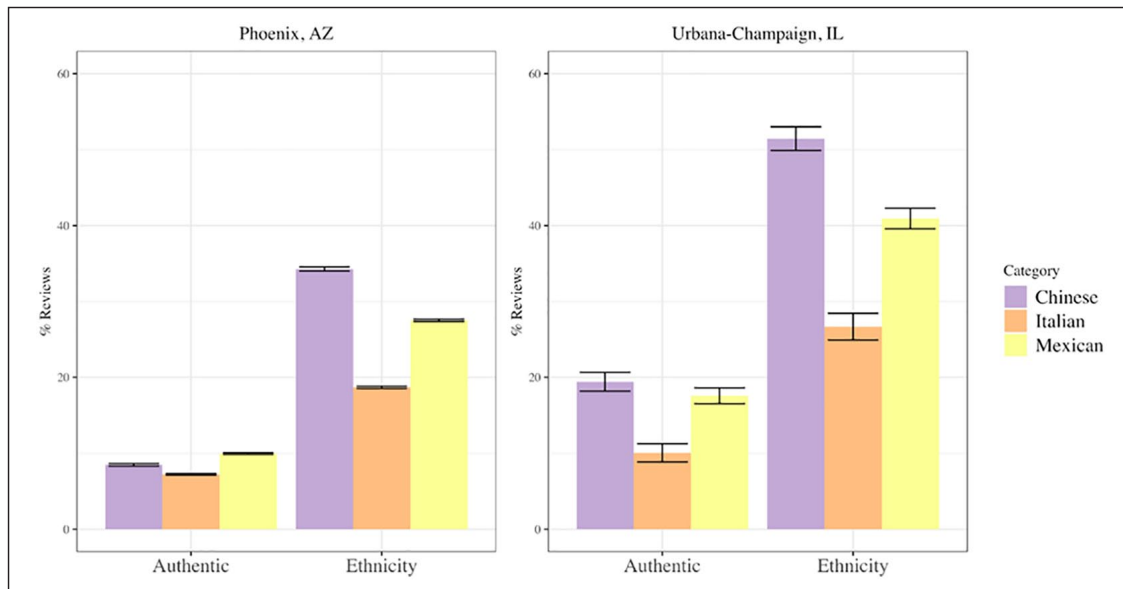 Phoenix, AZ
Urbana-Champaign, IL
% Reviews
60
40
20
0
Authentic Ethnicity
% Reviews
60
40
20
0
Authentic Ethnicity
Category
Chinese
Italian
Mexican